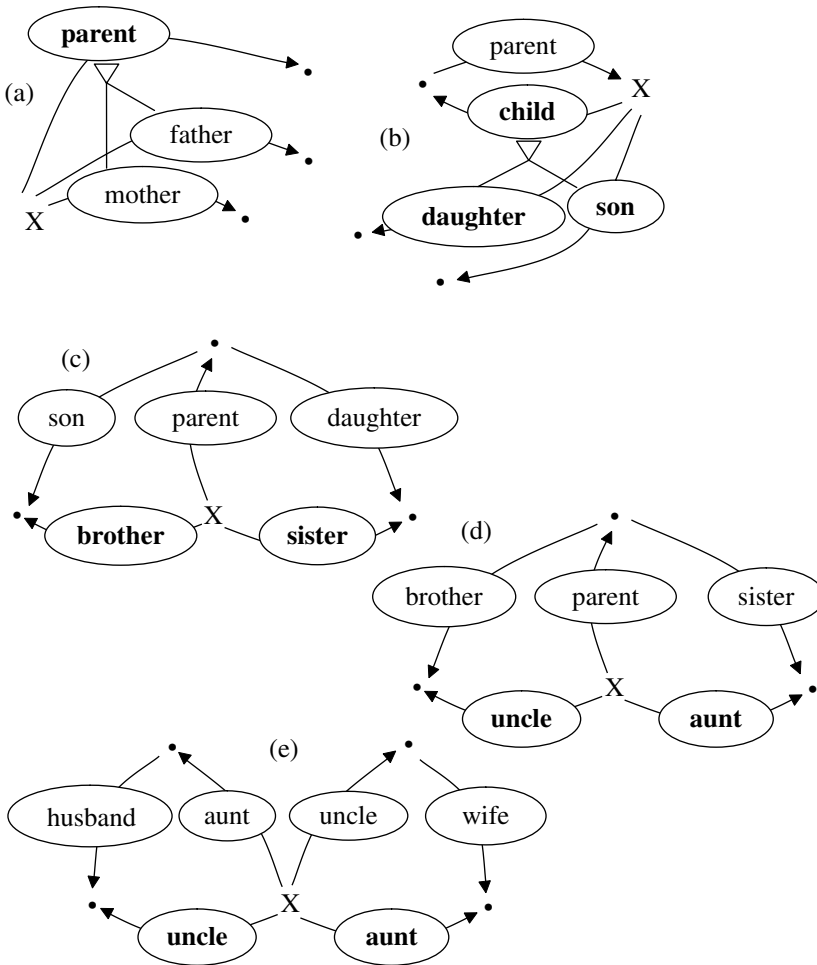 parent
(a)
father
mother
X
parent
X
child
(b)
daughter
son
(c)
son
parent
daughter
brother
X
sister
(d)
brother
parent
sister
X
uncle
aunt
(e)
husband
aunt
uncle
wife
X
uncle
aunt